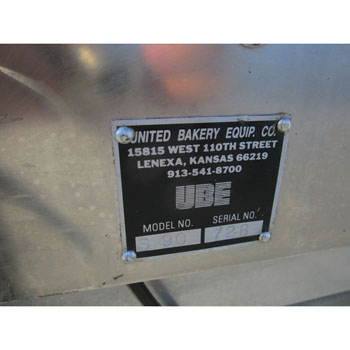 UNITED BAKERY EQUIP. CO.
15815 WEST 110TH STREET
LENEXA, KANSAS 66219
913-541-8700
UBE
MODEL NO. SERIAL NO.
S 90 728